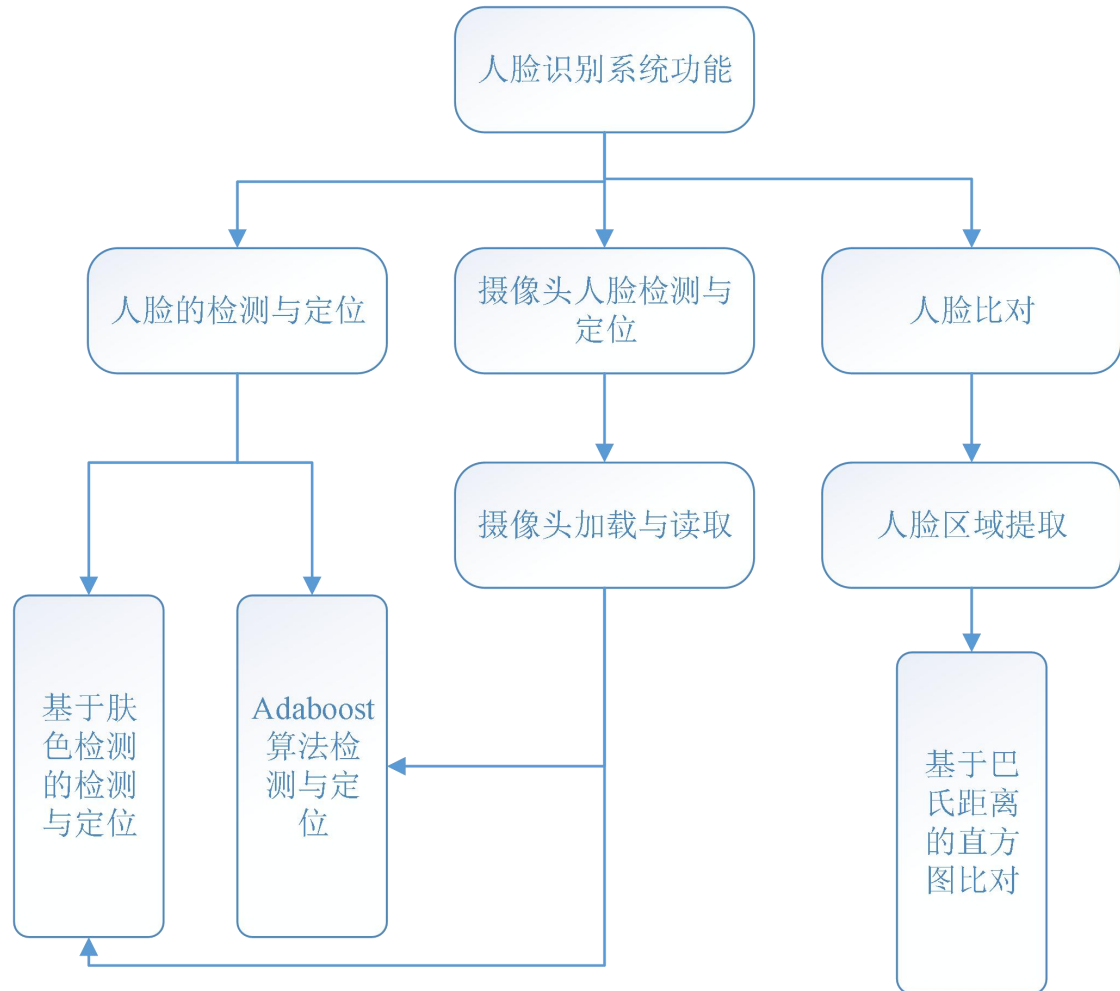 人脸识别系统功能
人脸的检测与定位
摄像头人脸检测与
定位
人脸比对
摄像头加载与读取
人脸区域提取
基于肤
色检测
的检测
与定位
Adaboost
算法检
测与定
位
基于巴
氏距离
的直方
图比对